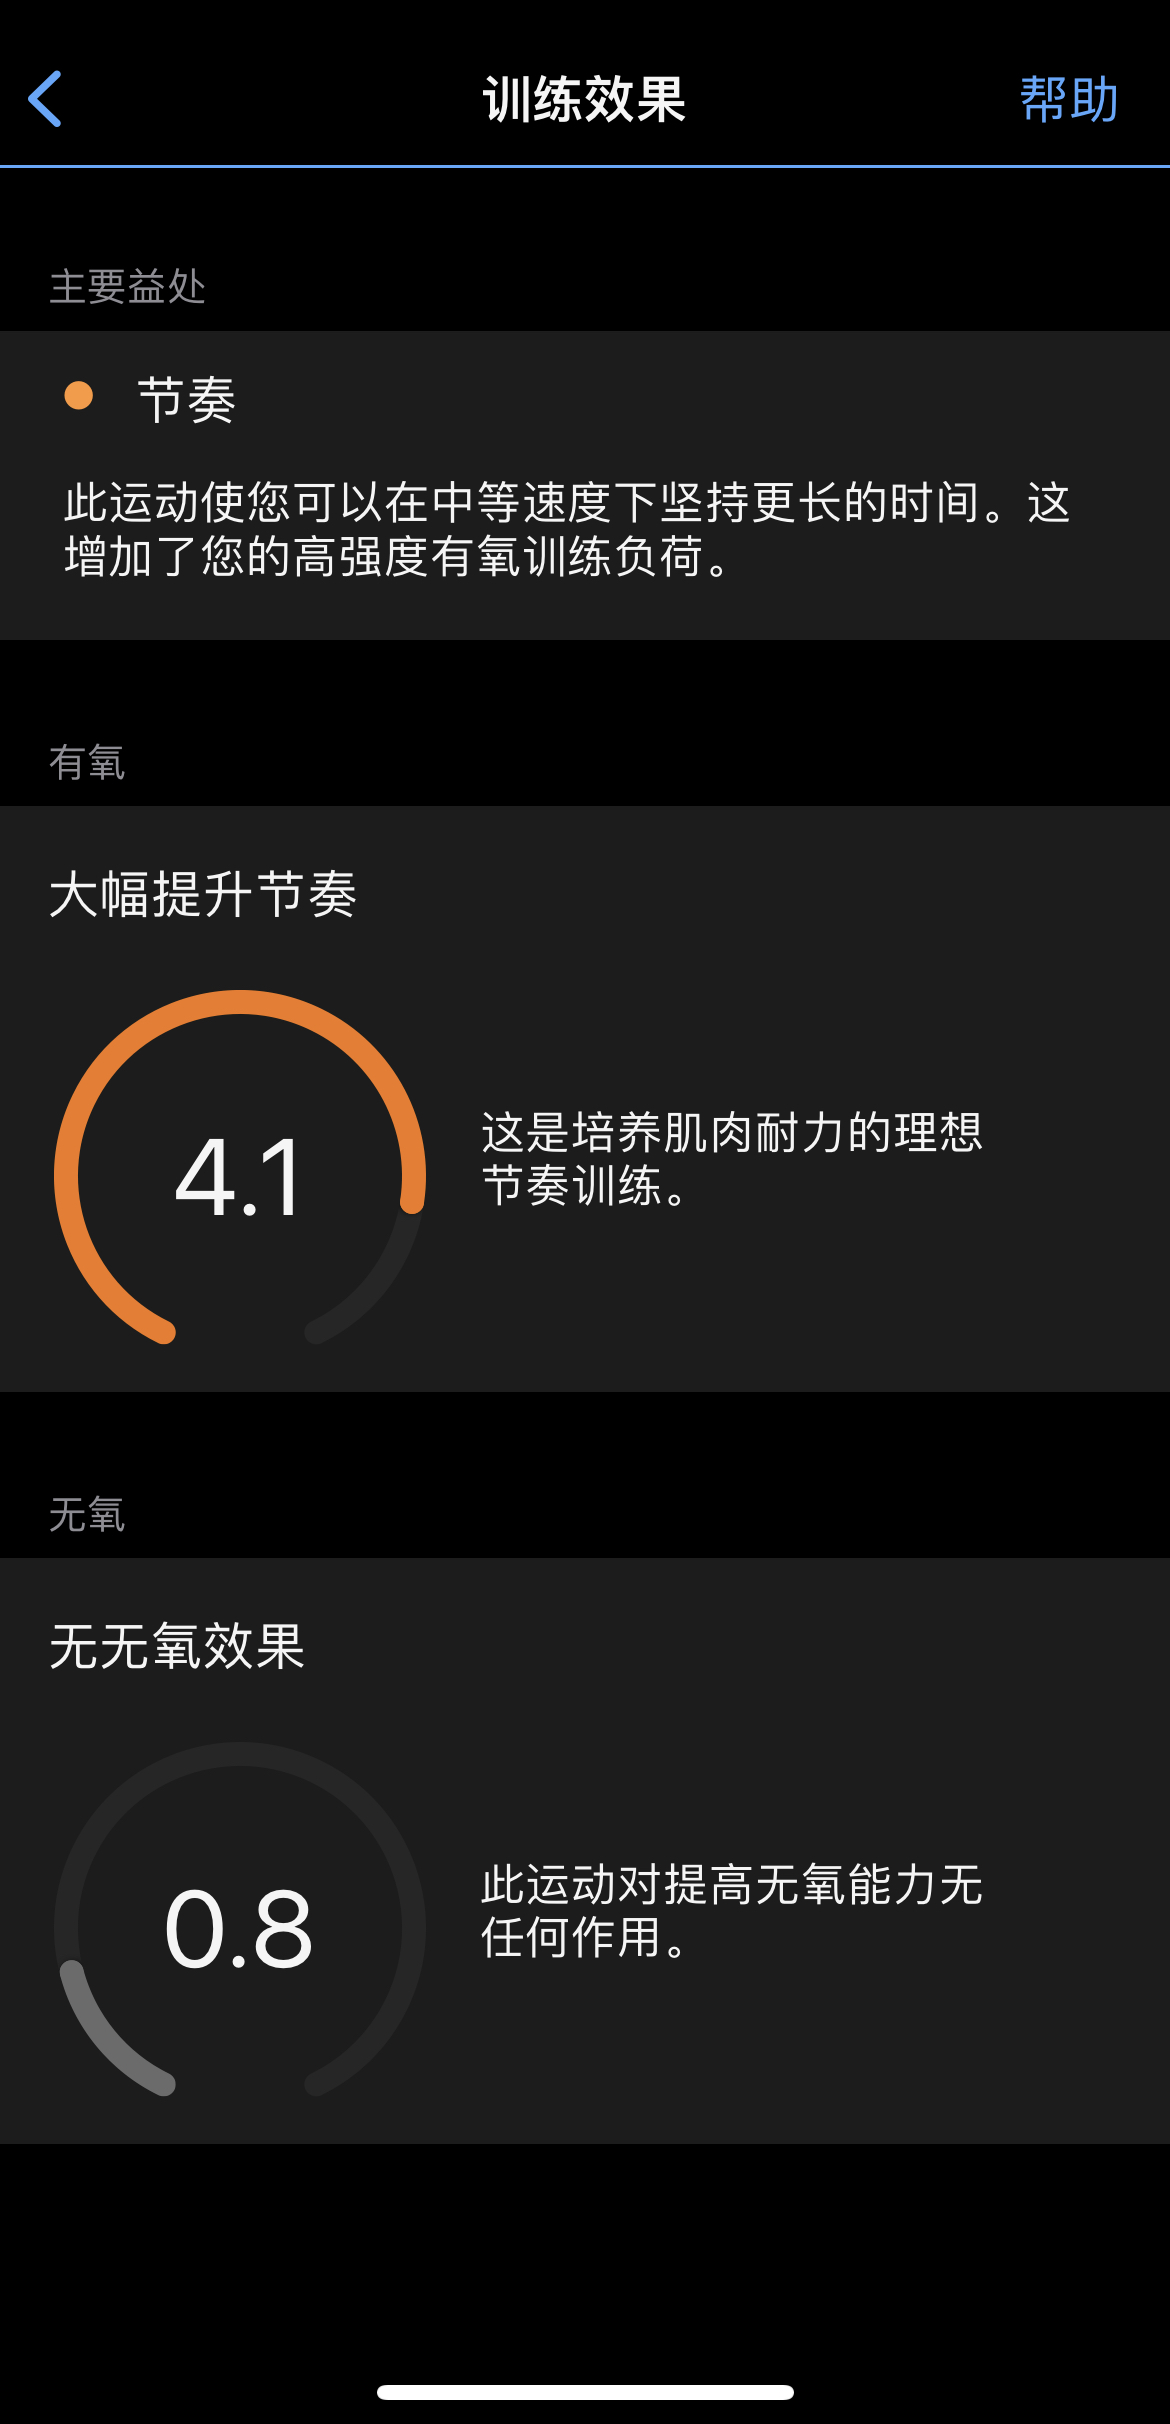 训练效果
帮助
主要益处
节奏
此运动使您可以在中等速度下坚持更长的时间。这
增加了您的高强度有氧训练负荷。
有氧
大幅提升节奏
4.1
这是培养肌肉耐力的理想
节奏训练。
无氧
无无氧效果
0.8
此运动对提高无氧能力无
任何作用。